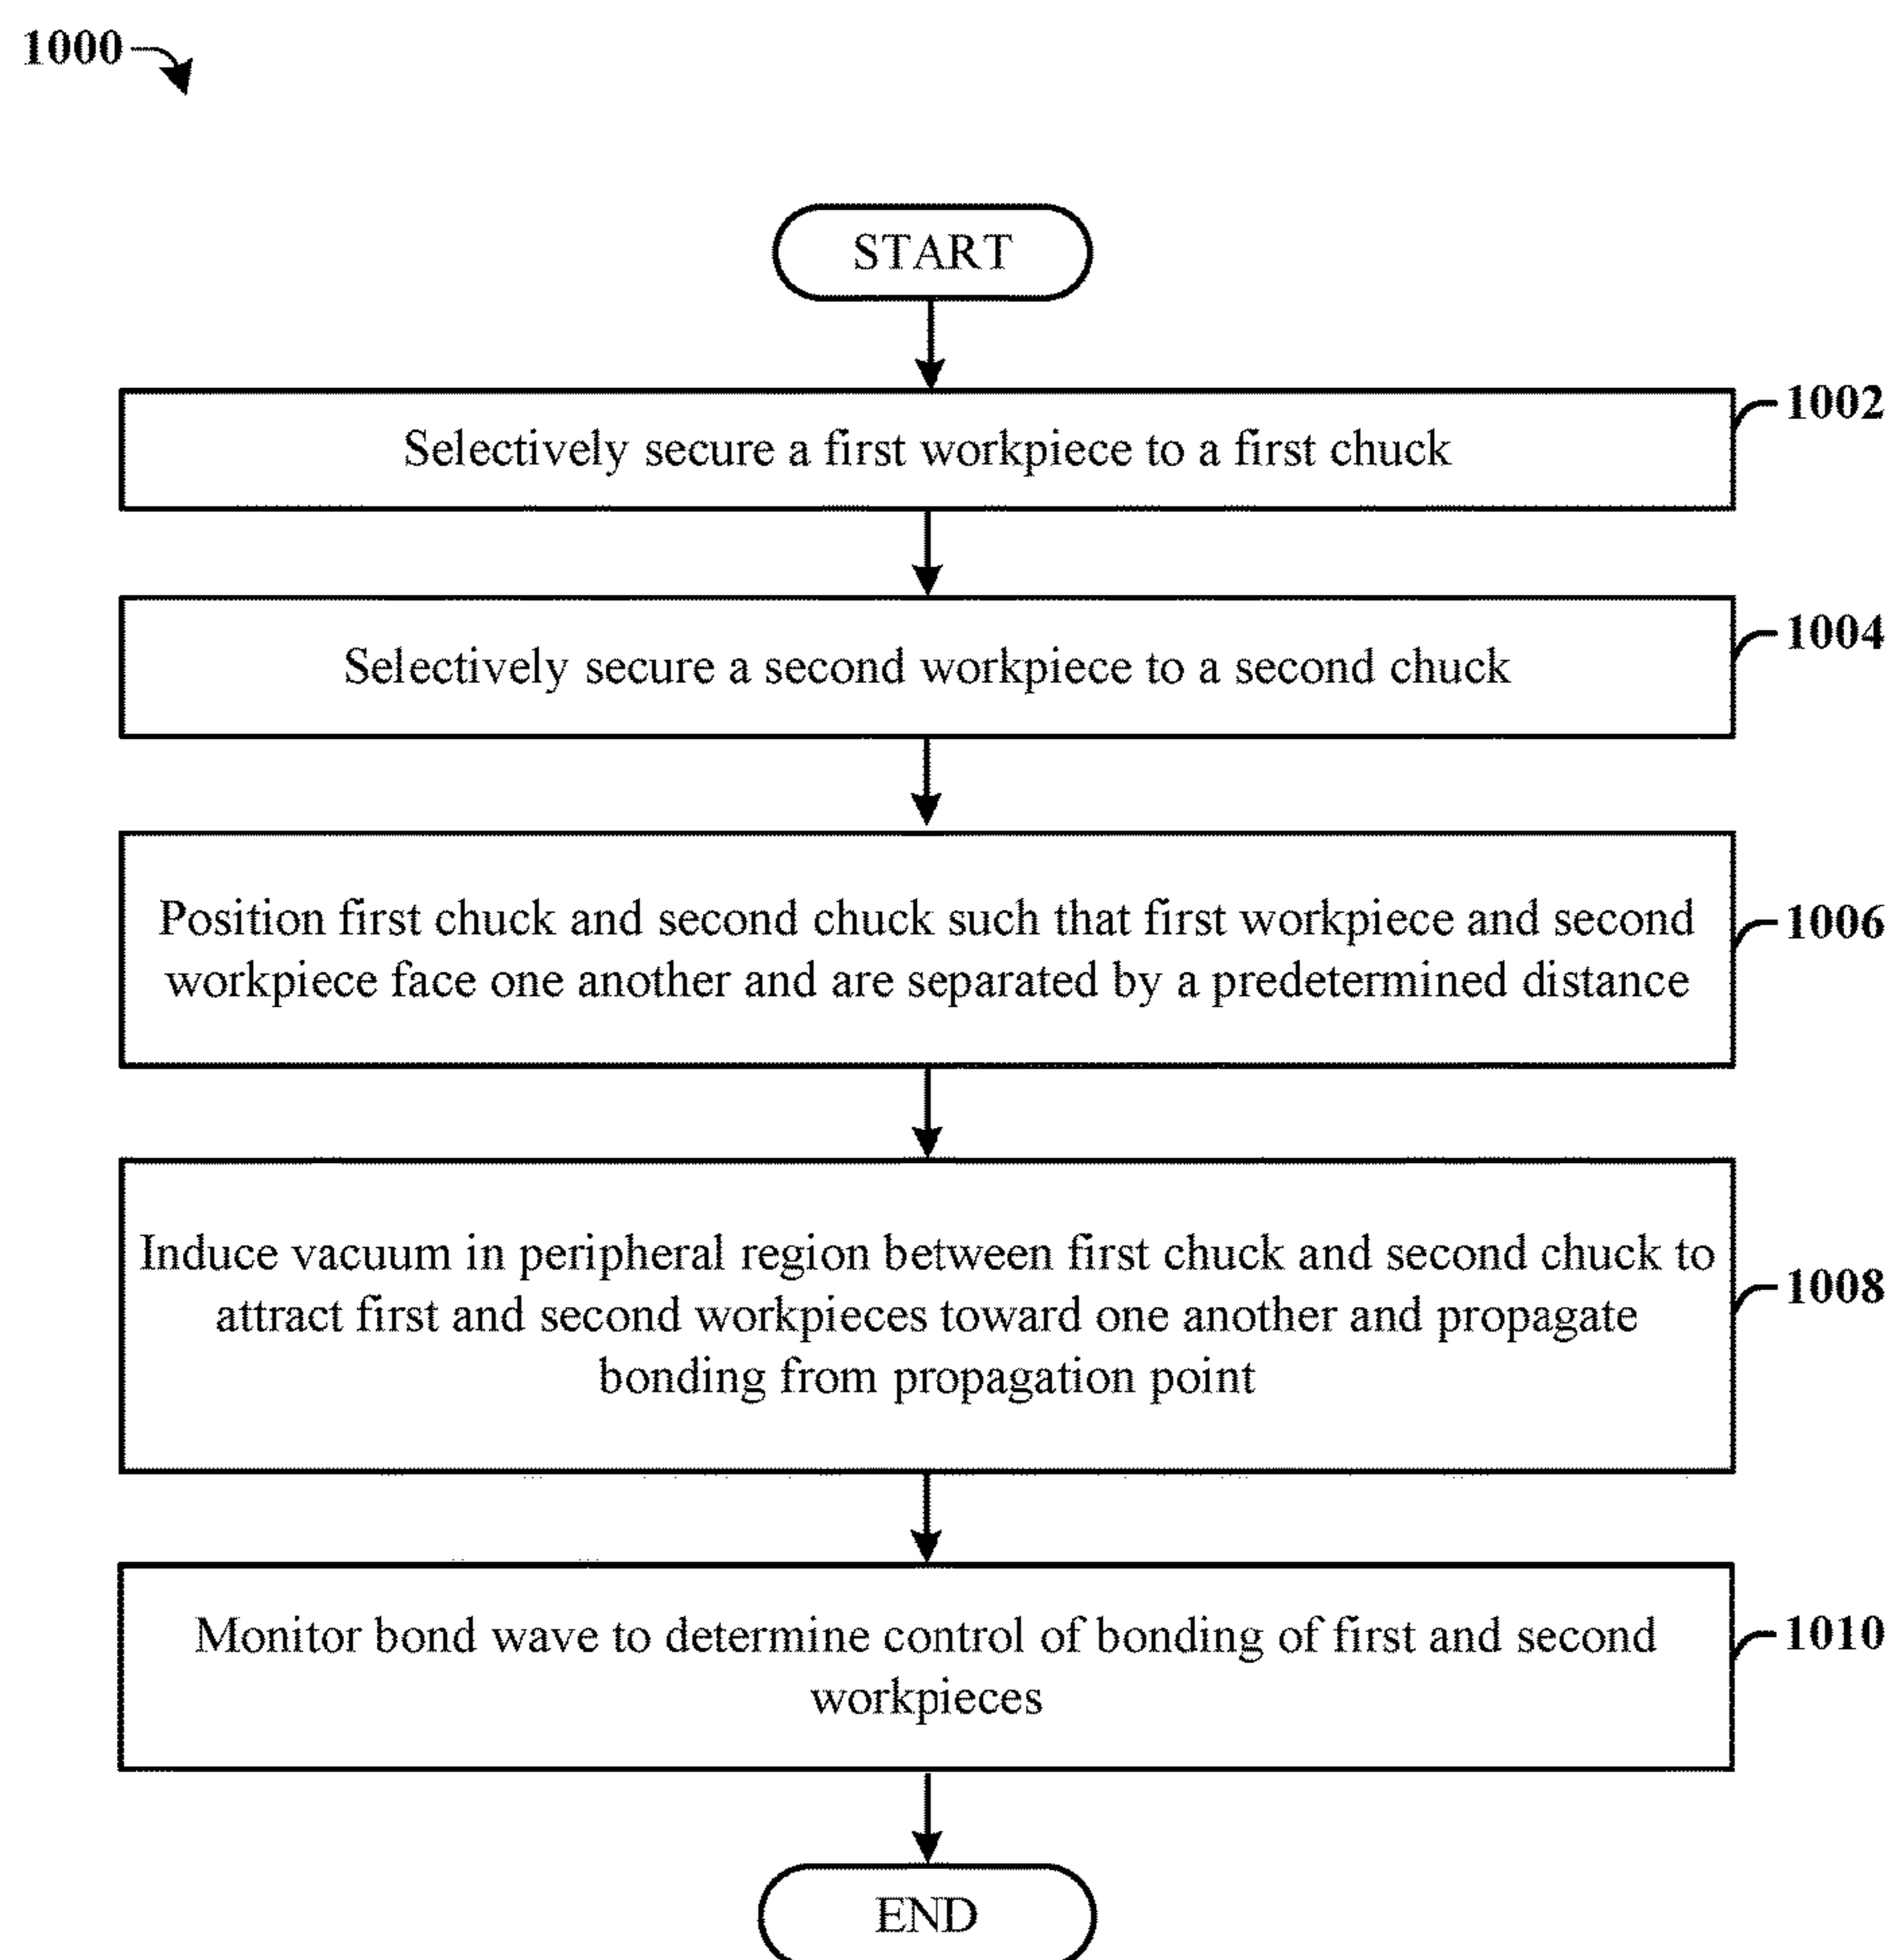 1000
START
Selectively secure a first workpiece to a first chuck
1002
Selectively secure a second workpiece to a second chuck
1004
Position first chuck and second chuck such that first workpiece and second
workpiece face one another and are separated by a predetermined distance
1006
Induce vacuum in peripheral region between first chuck and second chuck to
attract first and second workpieces toward one another and propagate
bonding from propagation point
1008
Monitor bond wave to determine control of bonding of first and second
workpieces
1010
END